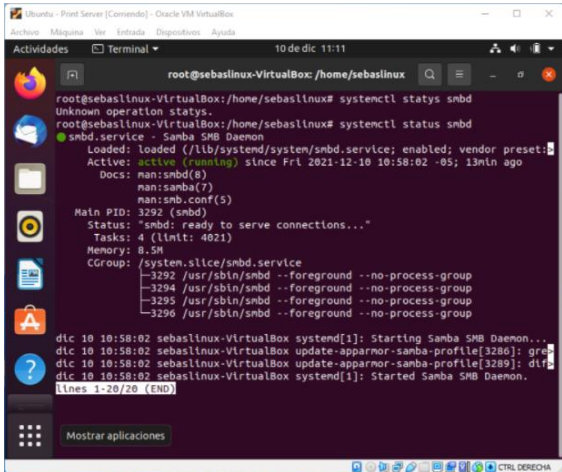 Ubuntu - Print Server [Corriendo] - Oracle VM VirtualBox
Archivo Máquina Ver Entrada Dispositivos Ayuda
Actividades Terminal 10 de dic 11:11
root@sebaslinux-VirtualBox: /home/sebaslinux
root@sebaslinux-VirtualBox:/home/sebaslinux# systemctl statys smbd
Unknown operation statys.
root@sebaslinux-VirtualBox:/home/sebaslinux# systemctl status smbd
● smbd.service - Samba SMB Daemon
Loaded: loaded (/lib/systemd/system/smbd.service; enabled; vendor preset:>
Active: active (running) since Fri 2021-12-10 10:58:02 -05; 13min ago
Docs: man:smbd(8)
man:samba(7)
man:smb.conf(5)
Main PID: 3292 (smbd)
Status: "smbd: ready to serve connections..."
Tasks: 4 (limit: 4021)
Memory: 8.5M
CGroup: /system.slice/smbd.service
├─3292 /usr/sbin/smbd --foreground --no-process-group
├─3294 /usr/sbin/smbd --foreground --no-process-group
├─3295 /usr/sbin/smbd --foreground --no-process-group
└─3296 /usr/sbin/smbd --foreground --no-process-group
dic 10 10:58:02 sebaslinux-VirtualBox systemd[1]: Starting Samba SMB Daemon...
dic 10 10:58:02 sebaslinux-VirtualBox update-apparmor-samba-profile[3286]: gre>
dic 10 10:58:02 sebaslinux-VirtualBox update-apparmor-samba-profile[3289]: dif>
dic 10 10:58:02 sebaslinux-VirtualBox systemd[1]: Started Samba SMB Daemon.
lines 1-20/20 (END)
Mostrar aplicaciones
CTRL DERECHA